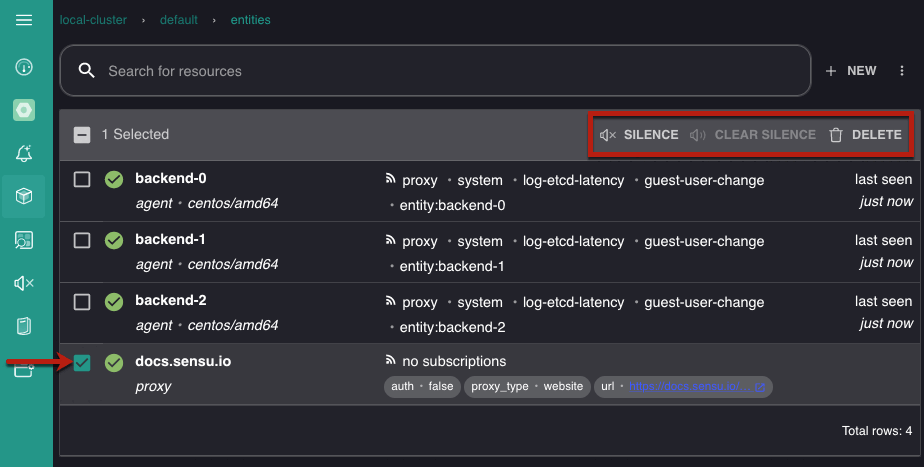 local-cluster › default › entities
Search for resources
+ NEW
1 Selected
SILENCE CLEAR SILENCE DELETE
backend-0
agent • centos/amd64
proxy • system • log-etcd-latency • guest-user-change
• entity:backend-0
last seen
just now
backend-1
agent • centos/amd64
proxy • system • log-etcd-latency • guest-user-change
• entity:backend-1
last seen
just now
backend-2
agent • centos/amd64
proxy • system • log-etcd-latency • guest-user-change
• entity:backend-2
last seen
just now
docs.sensu.io
proxy
no subscriptions
auth • false proxy_type • website url •
Total rows: 4